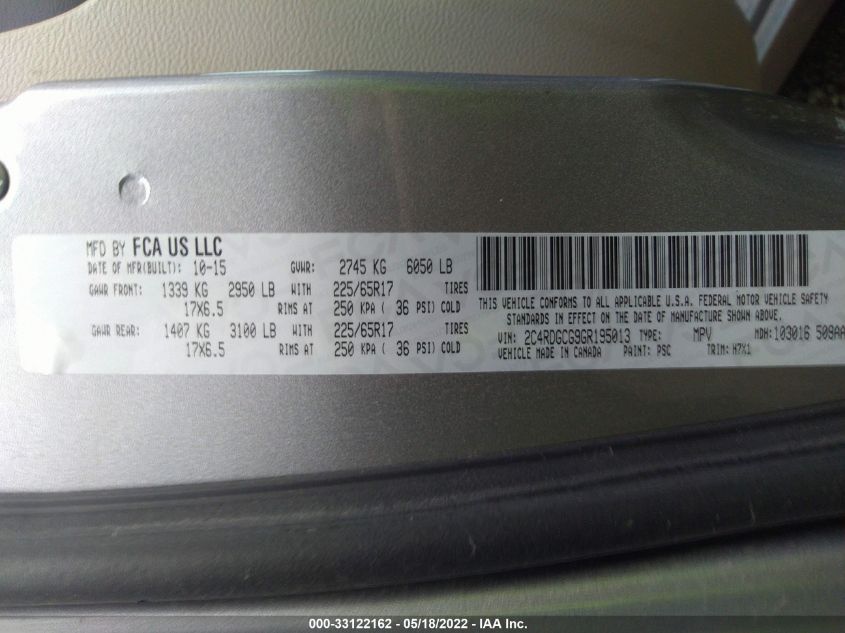 MFD BY FCA US LLC
DATE OF MFR(BUILT): 10-15 GVWR: 2745 KG 6050 LB
GAWR FRONT: 1339 KG 2950 LB WITH 225/65R17 TIRES
17X6.5 RIMS AT 250 KPA ( 36 PSI) COLD
GAWR REAR: 1407 KG 3100 LB WITH 225/65R17 TIRES
17X6.5 RIMS AT 250 KPA ( 36 PSI) COLD
THIS VEHICLE CONFORMS TO ALL APPLICABLE U.S.A. FEDERAL MOTOR VEHICLE SAFETY
STANDARDS IN EFFECT ON THE DATE OF MANUFACTURE SHOWN ABOVE.
VIN: 2C4RDGCG9GR195013 TYPE: MPV MDH: 103016 509AA
VEHICLE MADE IN CANADA PAINT: PSC TRIM: H7X1
000-33122162 - 05/18/2022 - IAA Inc.